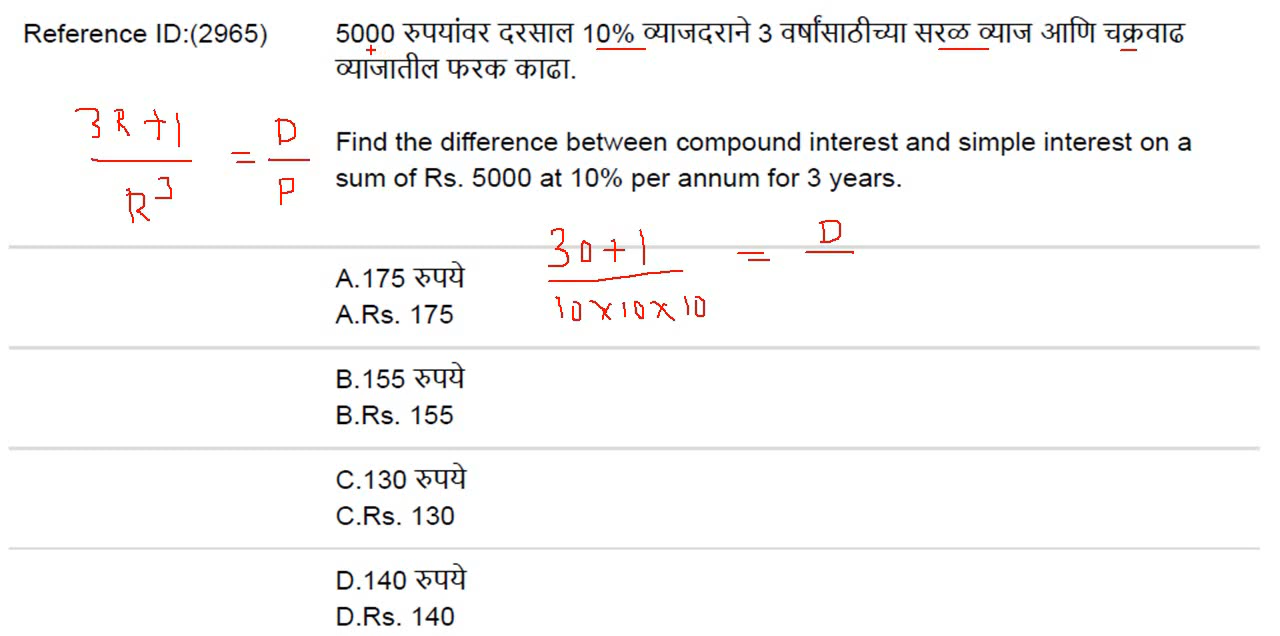 Reference ID:(2965)
5000 रुपयांवर दरसाल 10% व्याजदराने 3 वर्षांसाठीच्या सरळ व्याज आणि चक्रवाढ
व्याजातील फरक काढा.
3R+1
R3
=
D
P
Find the difference between compound interest and simple interest on a
sum of Rs. 5000 at 10% per annum for 3 years.
30+1
10x10x10
=
D
A.175 रुपये
A.Rs. 175
B.155 रुपये
B.Rs. 155
C.130 रुपये
C.Rs. 130
D.140 रुपये
D.Rs. 140